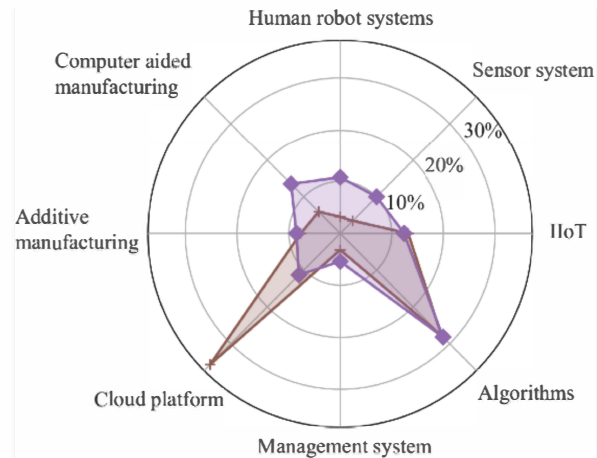 Human robot systems
Computer aided
manufacturing
Sensor system
30%
20%
10%
Additive
manufacturing
IIoT
Cloud platform
Algorithms
Management system